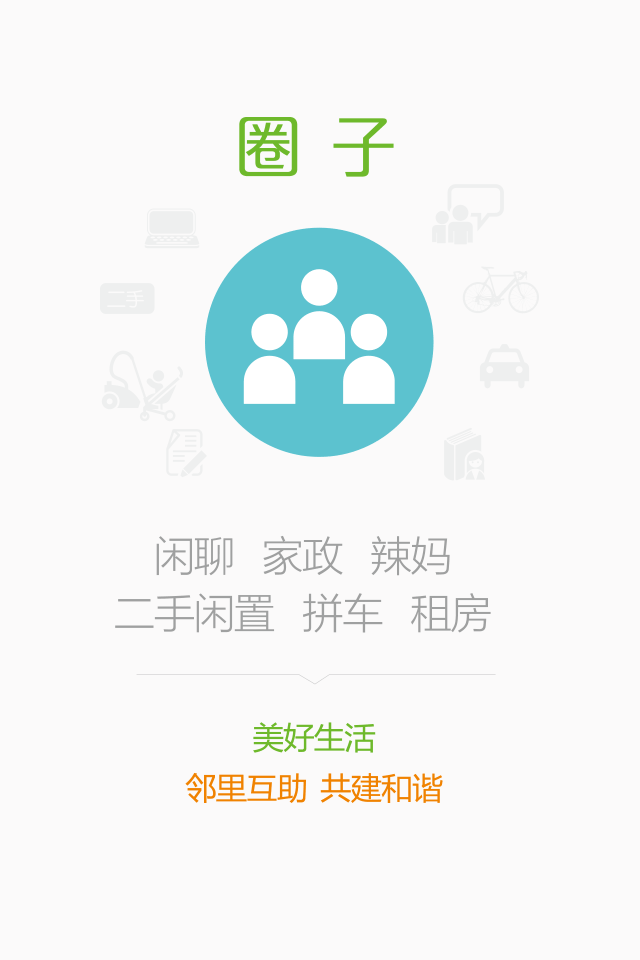 圈 子
二手
闲聊 家政 辣妈
二手闲置 拼车 租房
美好生活
邻里互助 共建和谐